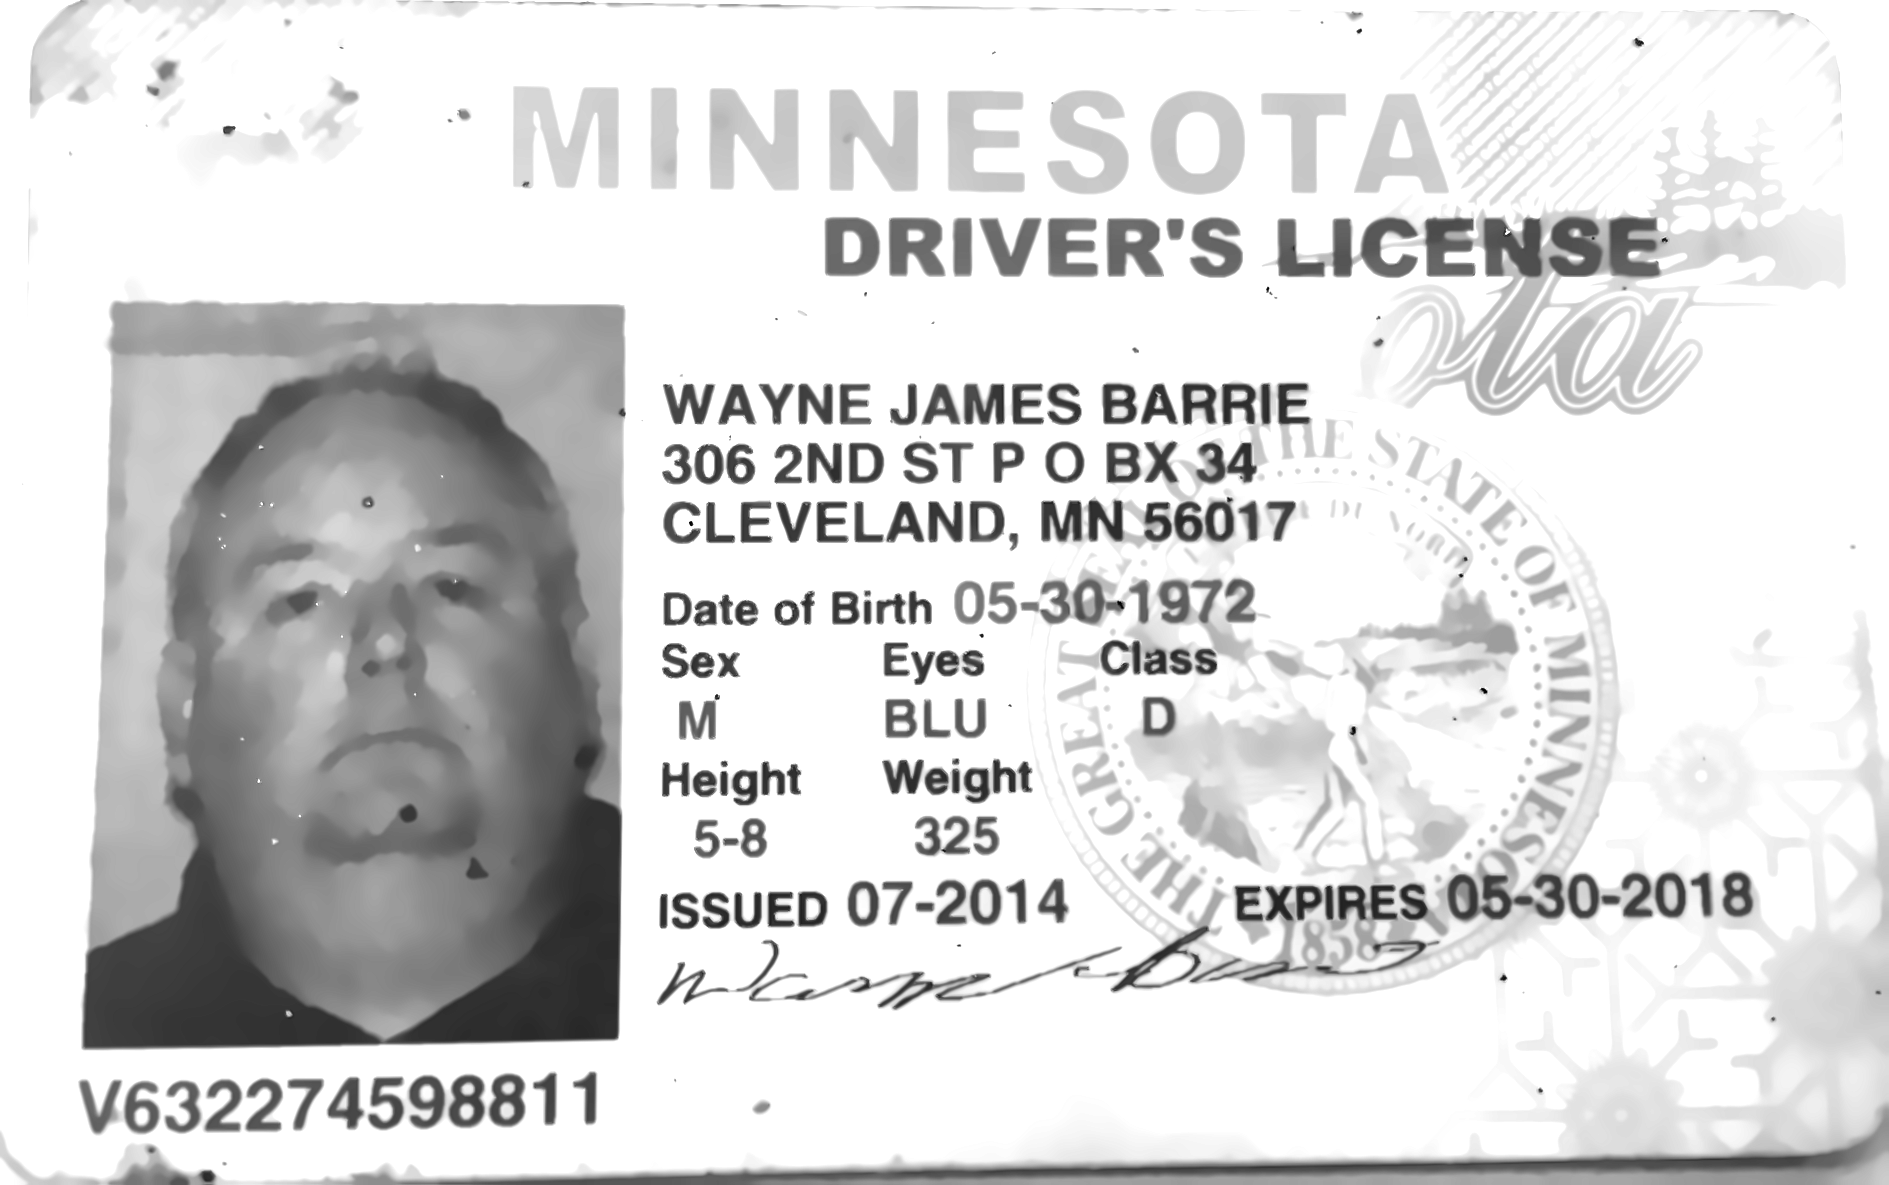 MINNESOTA
DRIVER'S LICENSE
ota
WAYNE JAMES BARRIE
306 2ND ST P O BX 34
CLEVELAND, MN 56017
Date of Birth 05-30-1972
Sex Eyes Class
M BLU D
Height Weight
5-8 325
ISSUED 07-2014 EXPIRES 05-30-2018
Wayne Barrie
V632274598811
THE GREAT SEAL OF THE STATE OF MINNESOTA
1858